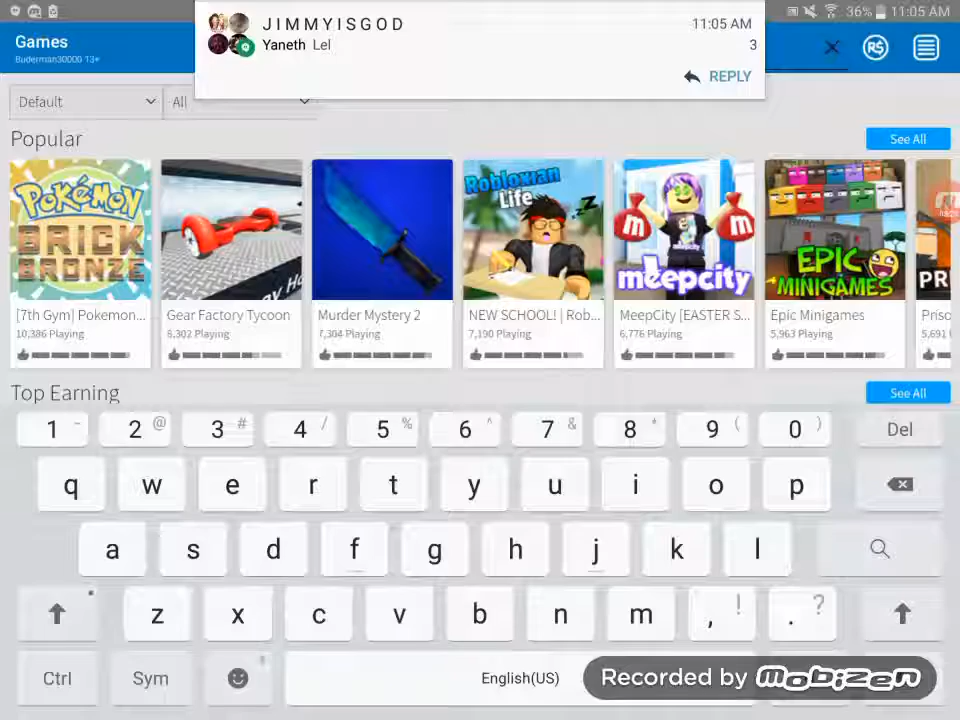 36% 11:05 AM
Games
Buderman30000 13+
J I M M Y I S G O D
11:05 AM
Yaneth Lel
3
REPLY
R$
Default
All
Popular
See All
Pokémon
BRICK
BRONZE
Robloxian
Life
meepcity
EPIC
MINIGAMES
PRI
[7th Gym] Pokemon...
Gear Factory Tycoon
Murder Mystery 2
NEW SCHOOL! | Rob...
MeepCity [EASTER S...
Epic Minigames
Priso
10,386 Playing
8,302 Playing
7,304 Playing
7,190 Playing
6,776 Playing
5,963 Playing
5,691
Top Earning
See All
1 - 2 @ 3 # 4 / 5 % 6 ^ 7 & 8 * 9 ( 0 ) Del
q w e r t y u i o p
a s d f g h j k l
z x c v b n m , ! . ?
Ctrl Sym English(US)
Recorded by mobizen